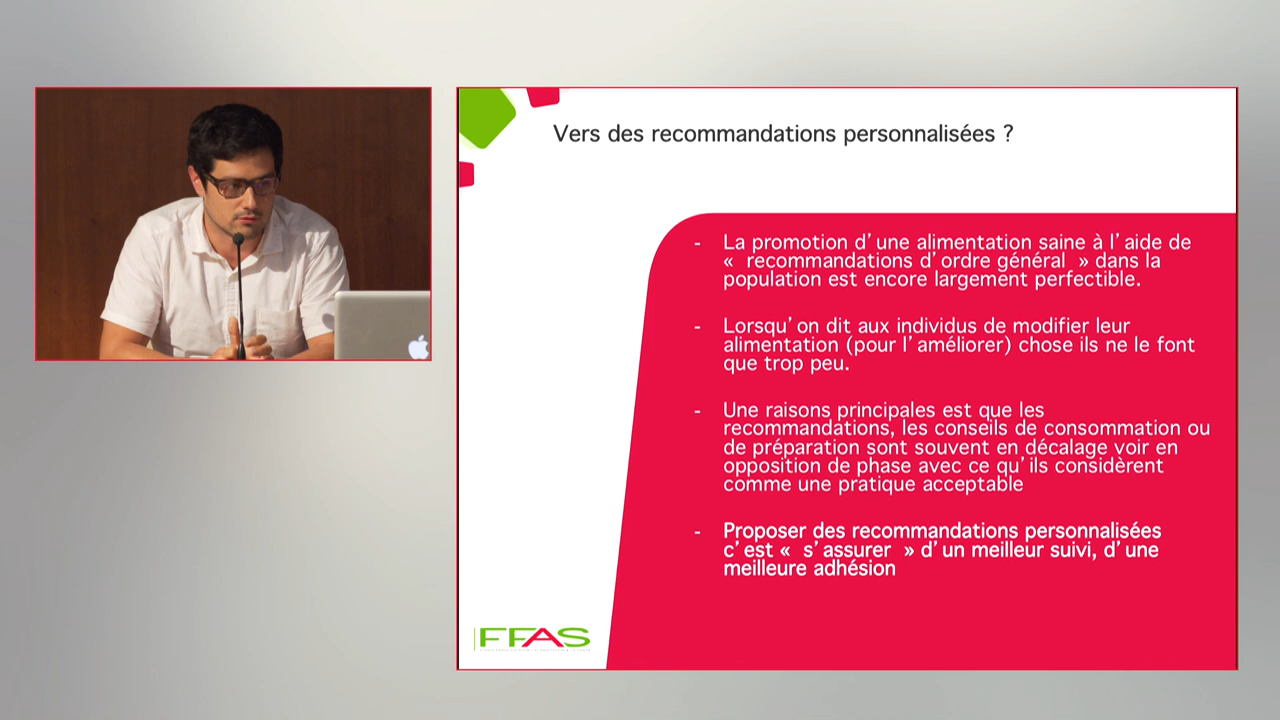 Vers des recommandations personnalisées ?
- La promotion d'une alimentation saine à l'aide de
« recommandations d'ordre général » dans la
population est encore largement perfectible.
- Lorsqu'on dit aux individus de modifier leur
alimentation (pour l'améliorer) chose ils ne le font
que trop peu.
- Une raisons principales est que les
recommandations, les conseils de consommation ou
de préparation sont souvent en décalage voir en
opposition de phase avec ce qu'ils considèrent
comme une pratique acceptable
- Proposer des recommandations personnalisées
c'est « s'assurer » d'un meilleur suivi, d'une
meilleure adhésion
FFAS